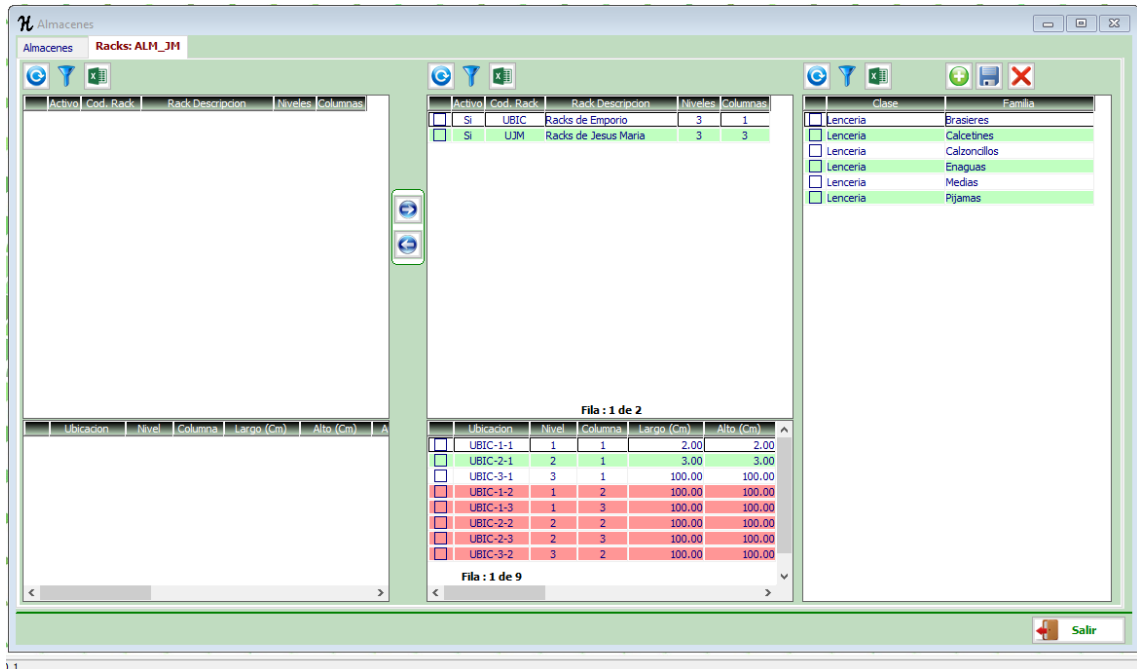 Almacenes
Almacenes Racks: ALM_JM
Activo Cod. Rack Rack Descripcion Niveles Columnas
Activo Cod. Rack Rack Descripcion Niveles Columnas
Si UBIC Racks de Emporio 3 1
Si UJM Racks de Jesus Maria 3 3
Fila : 1 de 2
Clase Familia
Lenceria Brasieres
Lenceria Calcetines
Lenceria Calzoncillos
Lenceria Enaguas
Lenceria Medias
Lenceria Pijamas
Ubicacion Nivel Columna Largo (Cm) Alto (Cm) A
Ubicacion Nivel Columna Largo (Cm) Alto (Cm)
UBIC-1-1 1 1 2.00 2.00
UBIC-2-1 2 1 3.00 3.00
UBIC-3-1 3 1 100.00 100.00
UBIC-1-2 1 2 100.00 100.00
UBIC-1-3 1 3 100.00 100.00
UBIC-2-2 2 2 100.00 100.00
UBIC-2-3 2 3 100.00 100.00
UBIC-3-2 3 2 100.00 100.00
Fila : 1 de 9
Salir